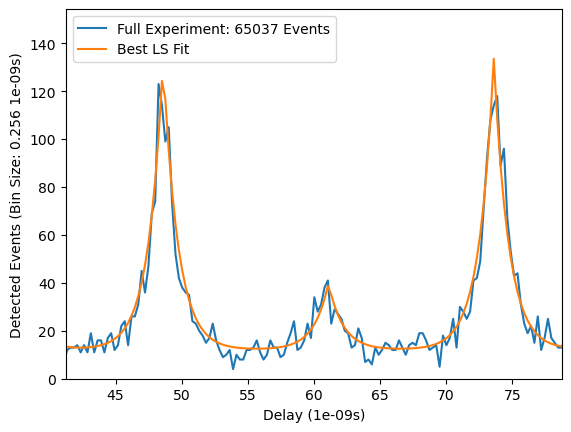 Full Experiment: 65037 Events
Best LS Fit
Detected Events (Bin Size: 0.256 1e-09s)
140
120
100
80
60
40
20
0
45 50 55 60 65 70 75
Delay (1e-09s)